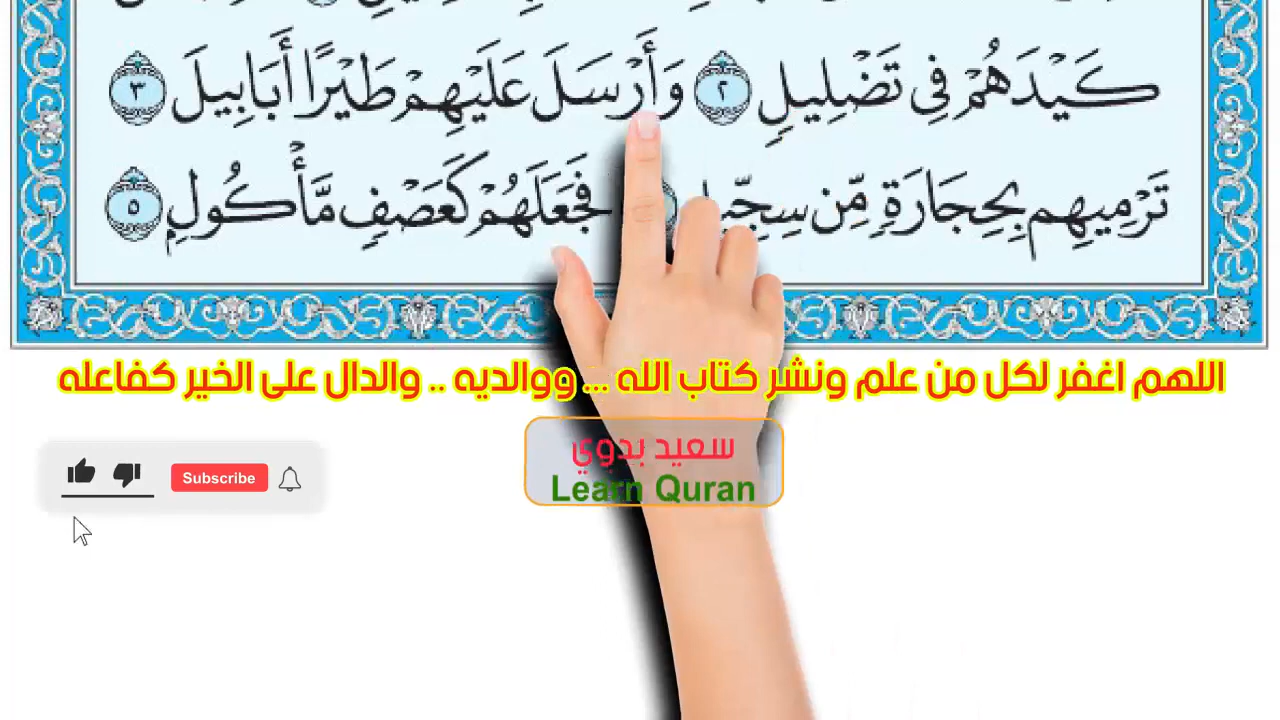 كَيْدَهُمْ فِي تَضْلِيلٍ ٢ وَأَرْسَلَ عَلَيْهِمْ طَيْرًا أَبَابِيلَ ٣
تَرْمِيهِم بِحِجَارَةٍ مِّن فَجَعَلَهُمْ كَعَصْفٍ مَّأْكُولٍ ٥
اللهم اغفر لكل من علم ونشر كتاب الله ... ووالديه .. والدال على الخير كفاعله
سعيد بدوي
Learn Quran
Subscribe